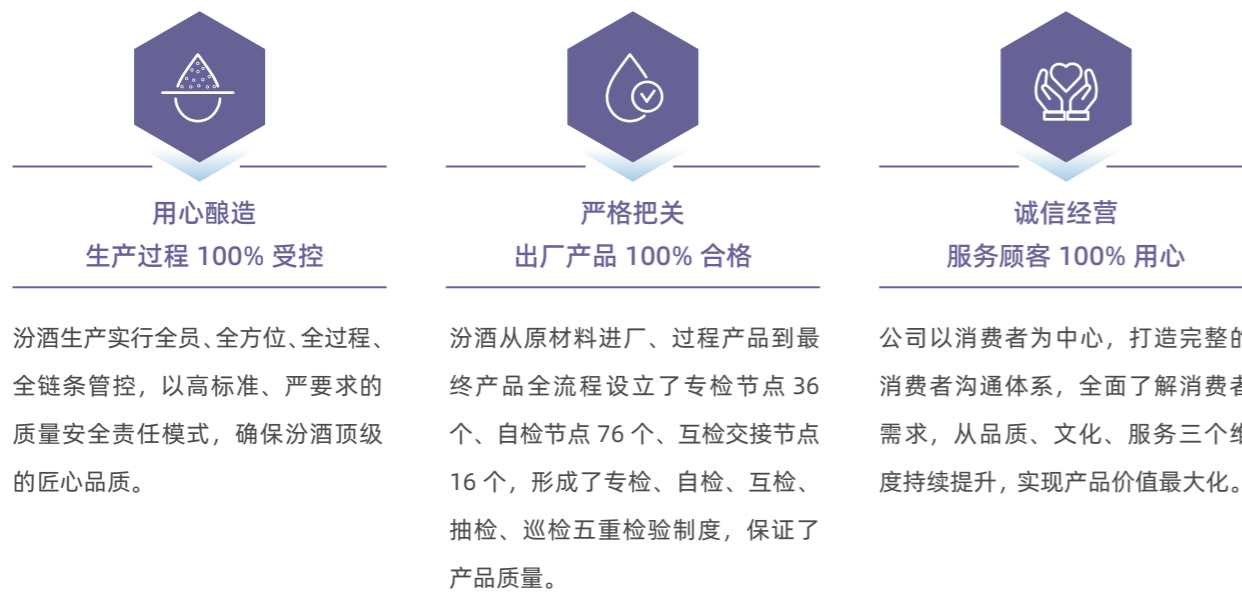 用心酿造
生产过程 100% 受控
汾酒生产实行全员、全方位、全过程、
全链条管控，以高标准、严要求的
质量安全责任模式，确保汾酒顶级
的匠心品质。
严格把关
出厂产品 100% 合格
汾酒从原材料进厂、过程产品到最
终产品全流程设立了专检节点 36
个、自检节点 76 个、互检交接节点
16 个，形成了专检、自检、互检、
抽检、巡检五重检验制度，保证了
产品质量。
诚信经营
服务顾客 100% 用心
公司以消费者为中心，打造完整的
消费者沟通体系，全面了解消费者
需求，从品质、文化、服务三个维
度持续提升，实现产品价值最大化。